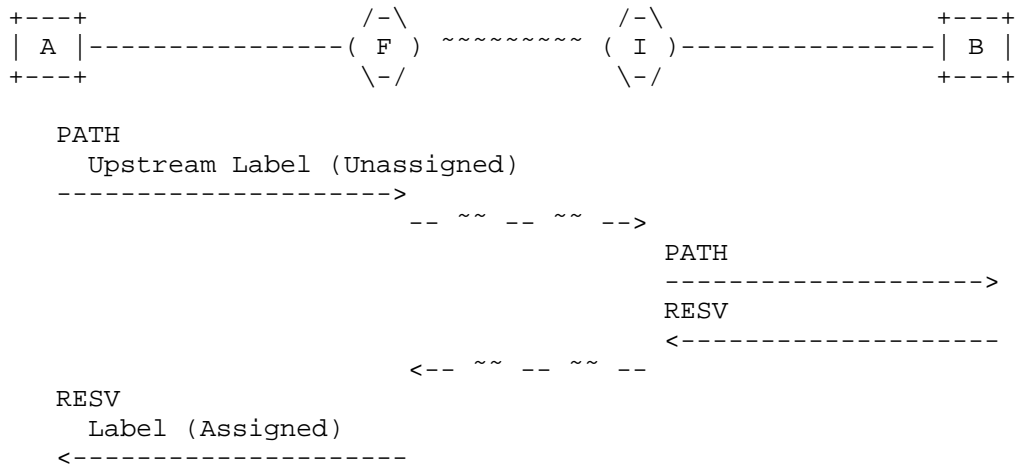 +---+                /-\               /-\                 +---+
| A |----------------( F ) ~~~~~~~~~ ( I )----------------| B |
+---+                \-/               \-/                 +---+
PATH
Upstream Label (Unassigned)
--------------------->
-- ~~ -- ~~ -->
PATH
-------------------->
RESV
<--------------------
<-- ~~ -- ~~ --
RESV
Label (Assigned)
<---------------------